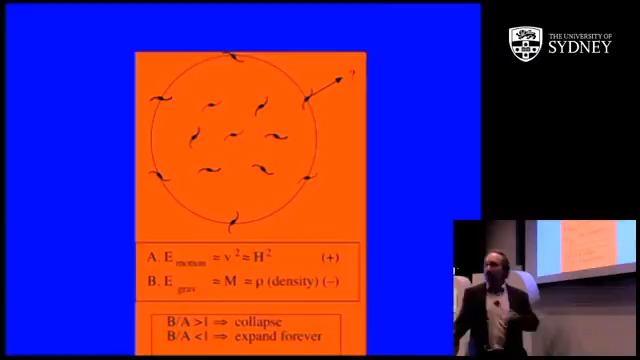 THE UNIVERSITY OF
SYDNEY
?
A. E motion ≈ v² ≈ H² (+)
B. E grav ≈ M ≈ ρ (density) (−)
B/A >1 ⇒ collapse
B/A <1 ⇒ expand forever